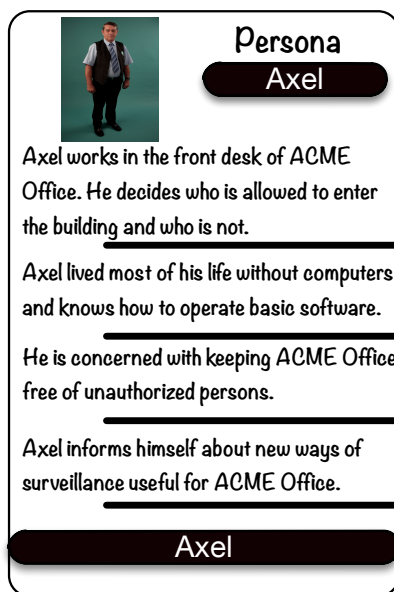 Persona
Axel
Axel works in the front desk of ACME
Office. He decides who is allowed to enter
the building and who is not.
Axel lived most of his life without computers
and knows how to operate basic software.
He is concerned with keeping ACME Office
free of unauthorized persons.
Axel informs himself about new ways of
surveillance useful for ACME Office.
Axel